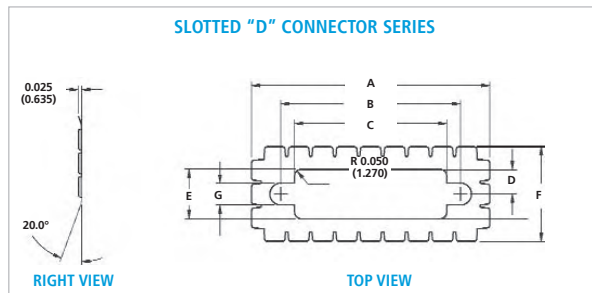 SLOTTED “D” CONNECTOR SERIES
0.025
(0.635)
20.0°
RIGHT VIEW
A
B
C
R 0.050
(1.270)
D
E
G
F
TOP VIEW